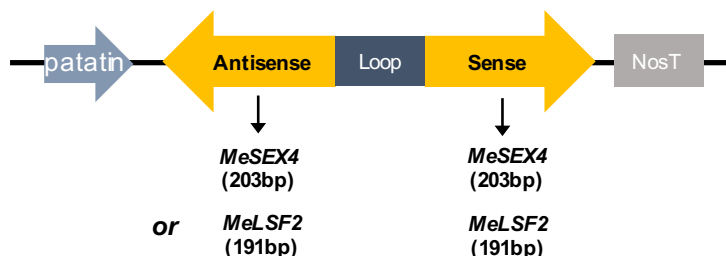 patatin Antisense Loop Sense NosT
MeSEX4 MeSEX4
(203bp) (203bp)
or MeLSF2 MeLSF2
(191bp) (191bp)